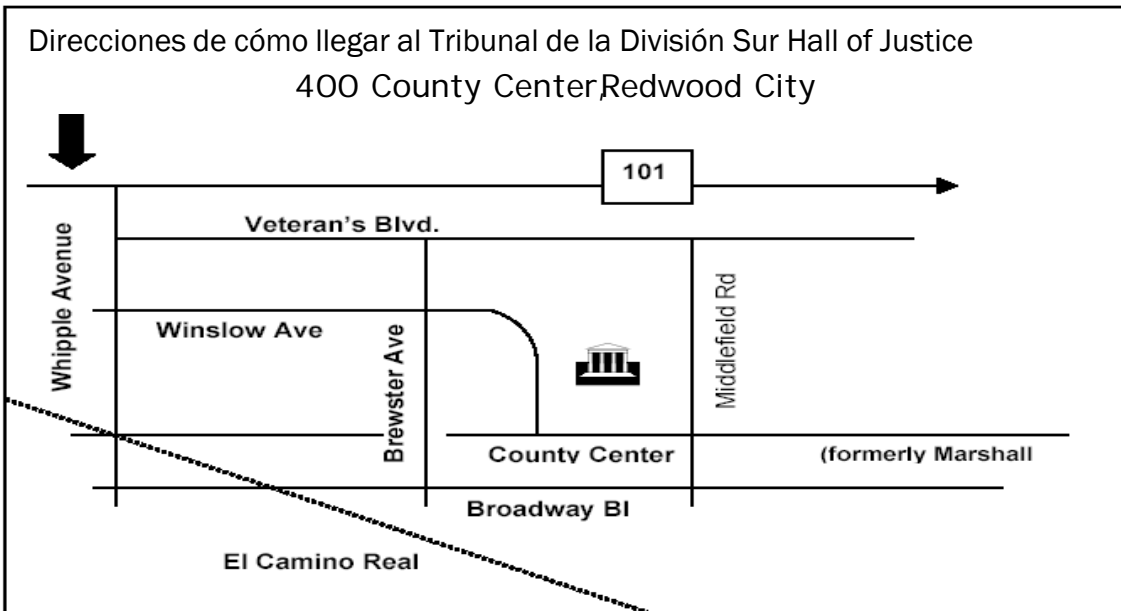 Direcciones de cómo llegar al Tribunal de la División Sur Hall of Justice
400 County Center,Redwood City
101
Veteran's Blvd.
Whipple Avenue
Winslow Ave
Brewster Ave
Middlefield Rd
County Center
(formerly Marshall
Broadway Bl
El Camino Real